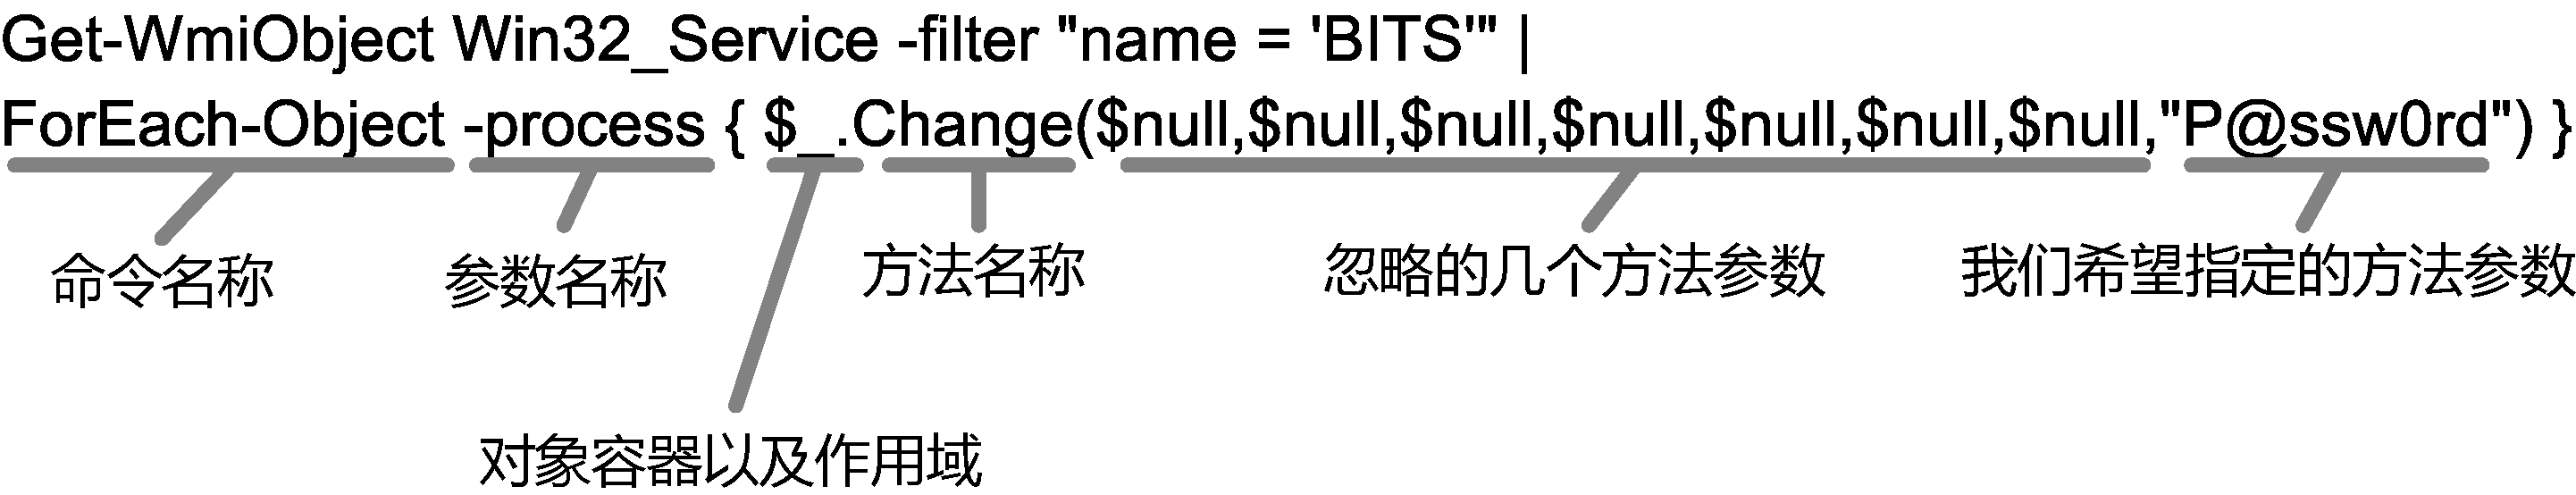 Get-WmiObject Win32_Service -filter "name = 'BITS'" |
ForEach-Object -process { $_.Change($null,$null,$null,$null,$null,$null,$null,"P@ssw0rd") }
命令名称 参数名称 方法名称 忽略的几个方法参数 我们希望指定的方法参数
对象容器以及作用域